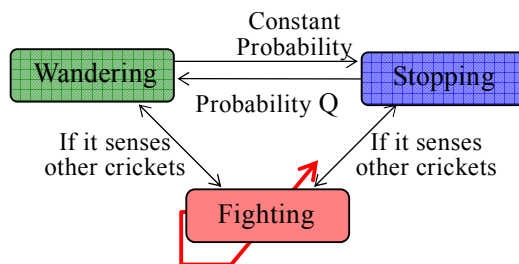 Constant
Probability
Wandering
Stopping
Probability Q
If it senses
other crickets
If it senses
other crickets
Fighting